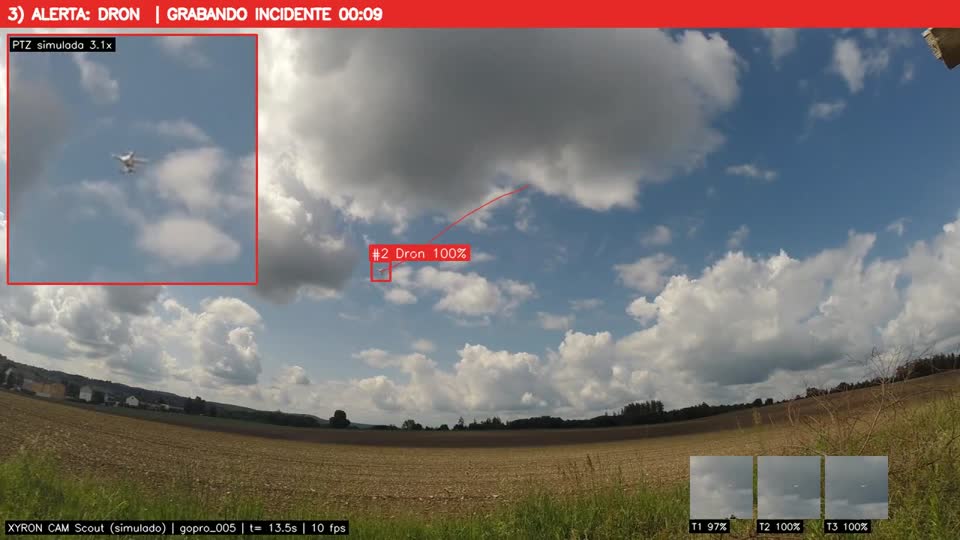 3) ALERTA: DRON | GRABANDO INCIDENTE 00:09
PTZ simulada 3.1x
#2 Dron 100%
T1 97%
T2 100%
T3 100%
XYRON CAM Scout (simulado) | gopro_005 | t= 13.5s | 10 fps